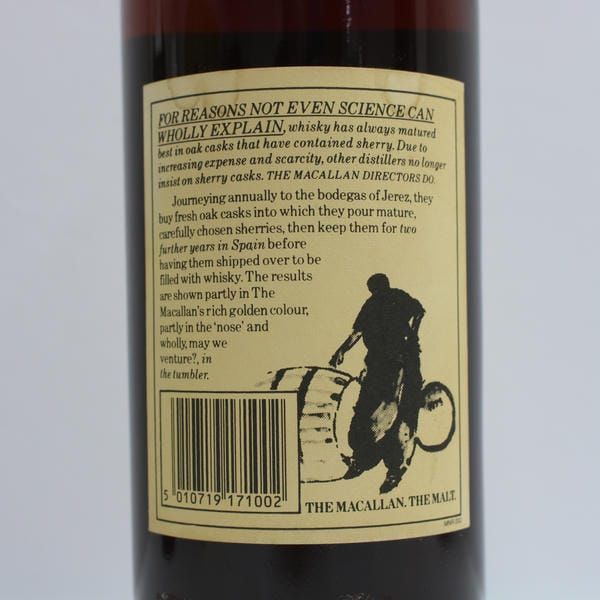 FOR REASONS NOT EVEN SCIENCE CAN
WHOLLY EXPLAIN, whisky has always matured
best in oak casks that have contained sherry. Due to
increasing expense and scarcity, other distillers no longer
insist on sherry casks. THE MACALLAN DIRECTORS DO.
Journeying annually to the bodegas of Jerez, they
buy fresh oak casks into which they pour mature,
carefully chosen sherries, then keep them for two
further years in Spain before
having them shipped over to be
filled with whisky. The results
are shown partly in The
Macallan's rich golden colour,
partly in the 'nose' and
wholly, may we
venture?, in
the tumbler.
5 010719 171002
THE MACALLAN. THE MALT.